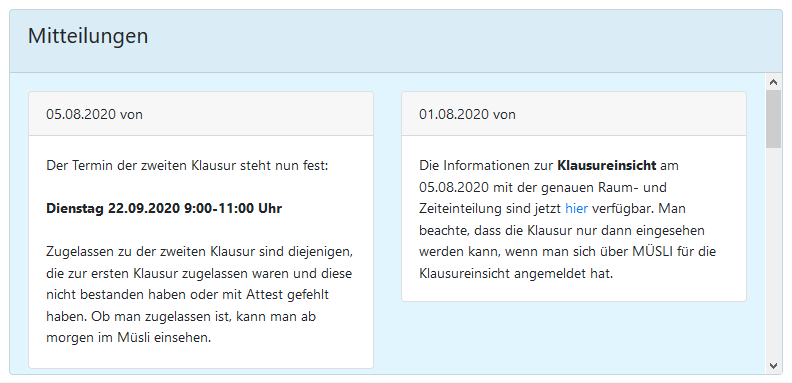 Mitteilungen
05.08.2020 von
Der Termin der zweiten Klausur steht nun fest:
Dienstag 22.09.2020 9:00-11:00 Uhr
Zugelassen zu der zweiten Klausur sind diejenigen,
die zur ersten Klausur zugelassen waren und diese
nicht bestanden haben oder mit Attest gefehlt
haben. Ob man zugelassen ist, kann man ab
morgen im Müsli einsehen.
01.08.2020 von
Die Informationen zur Klausureinsicht am
05.08.2020 mit der genauen Raum- und
Zeiteinteilung sind jetzt hier verfügbar. Man
beachte, dass die Klausur nur dann eingesehen
werden kann, wenn man sich über MÜSLI für die
Klausureinsicht angemeldet hat.